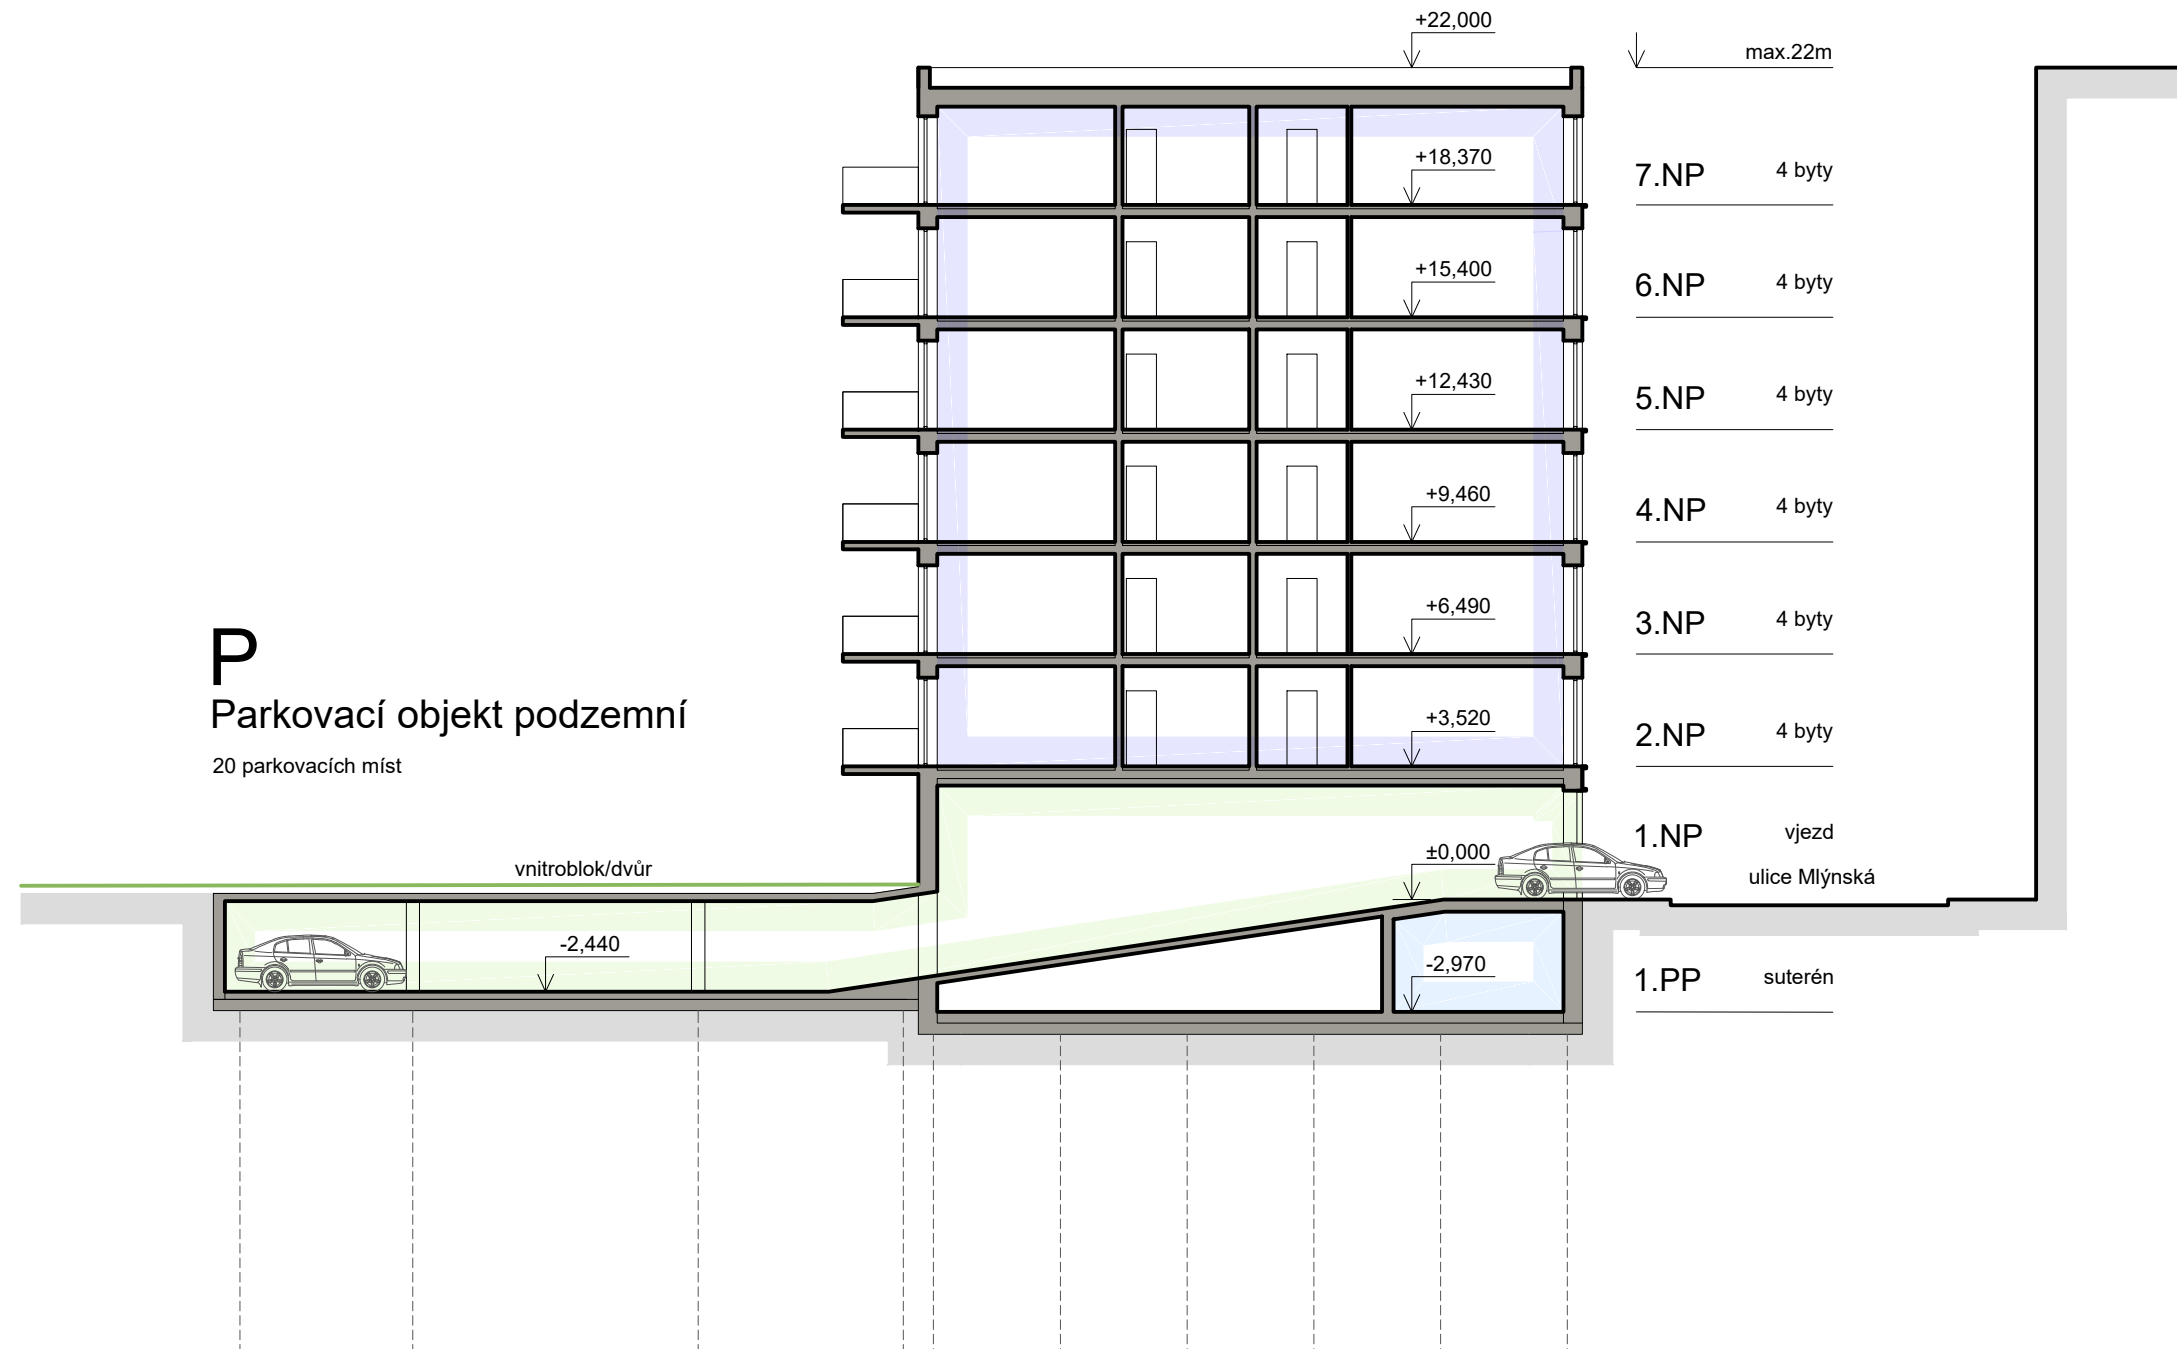 +22,000
max.22m
+18,370
7.NP 4 byty
+15,400
6.NP 4 byty
+12,430
5.NP 4 byty
+9,460
4.NP 4 byty
+6,490
3.NP 4 byty
P
Parkovací objekt podzemní
20 parkovacích míst
+3,520
2.NP 4 byty
1.NP vjezd
±0,000
vnitroblok/dvůr
ulice Mlýnská
-2,440
-2,970
1.PP suterén